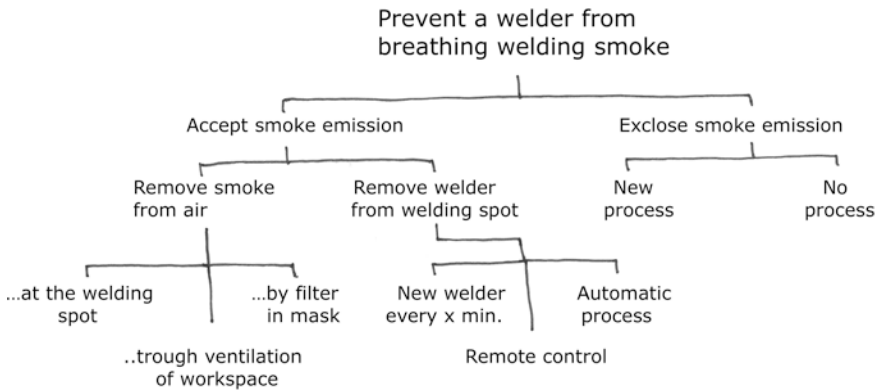 Prevent a welder from
breathing welding smoke
Accept smoke emission
Exclose smoke emission
Remove smoke
from air
Remove welder
from welding spot
New
process
No
process
...at the welding
spot
...by filter
in mask
New welder
every x min.
Automatic
process
..trough ventilation
of workspace
Remote control